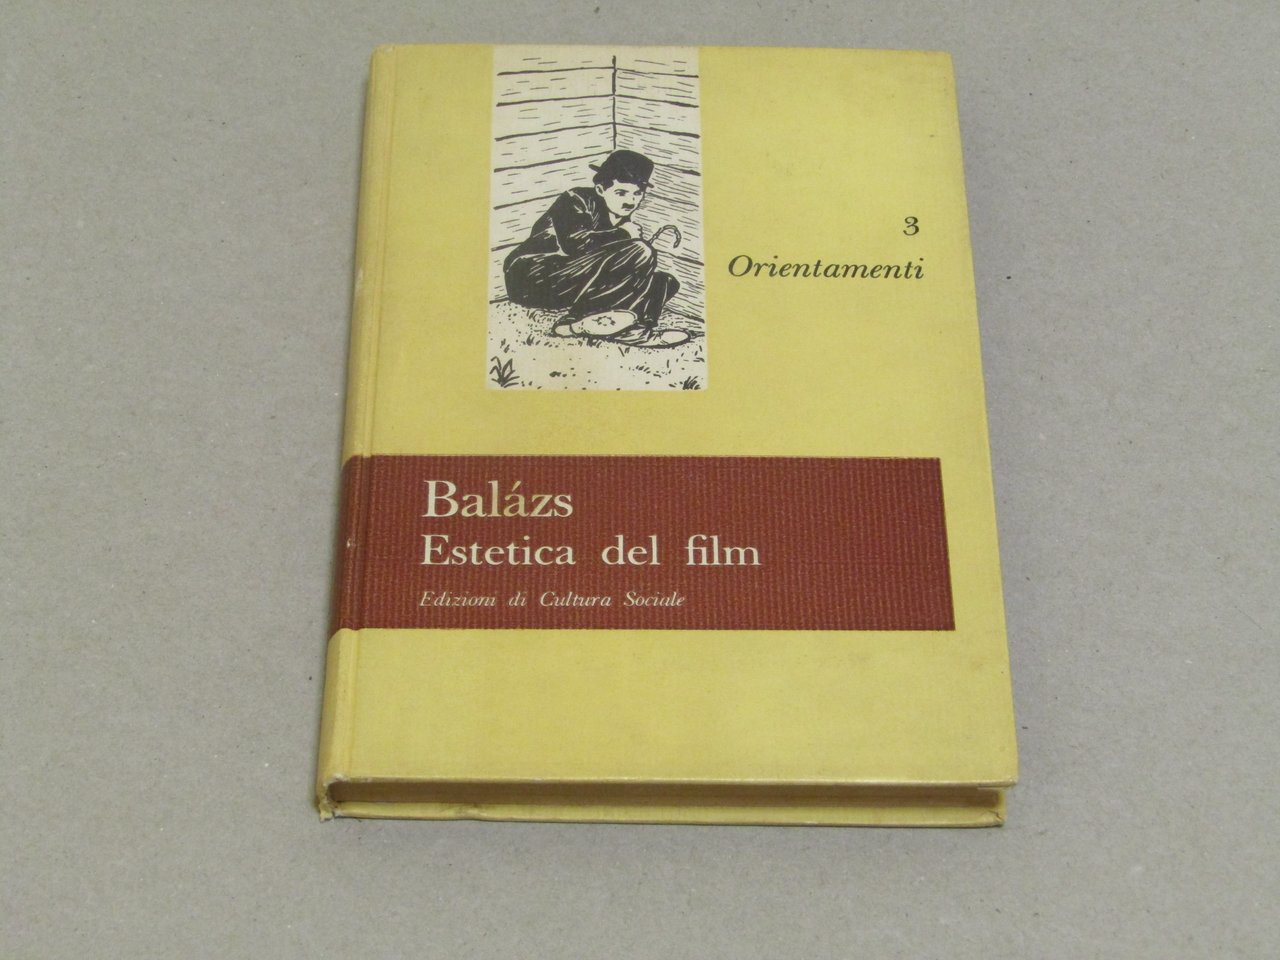 3
Orientamenti
Balázs
Estetica del film
Edizioni di Cultura Sociale